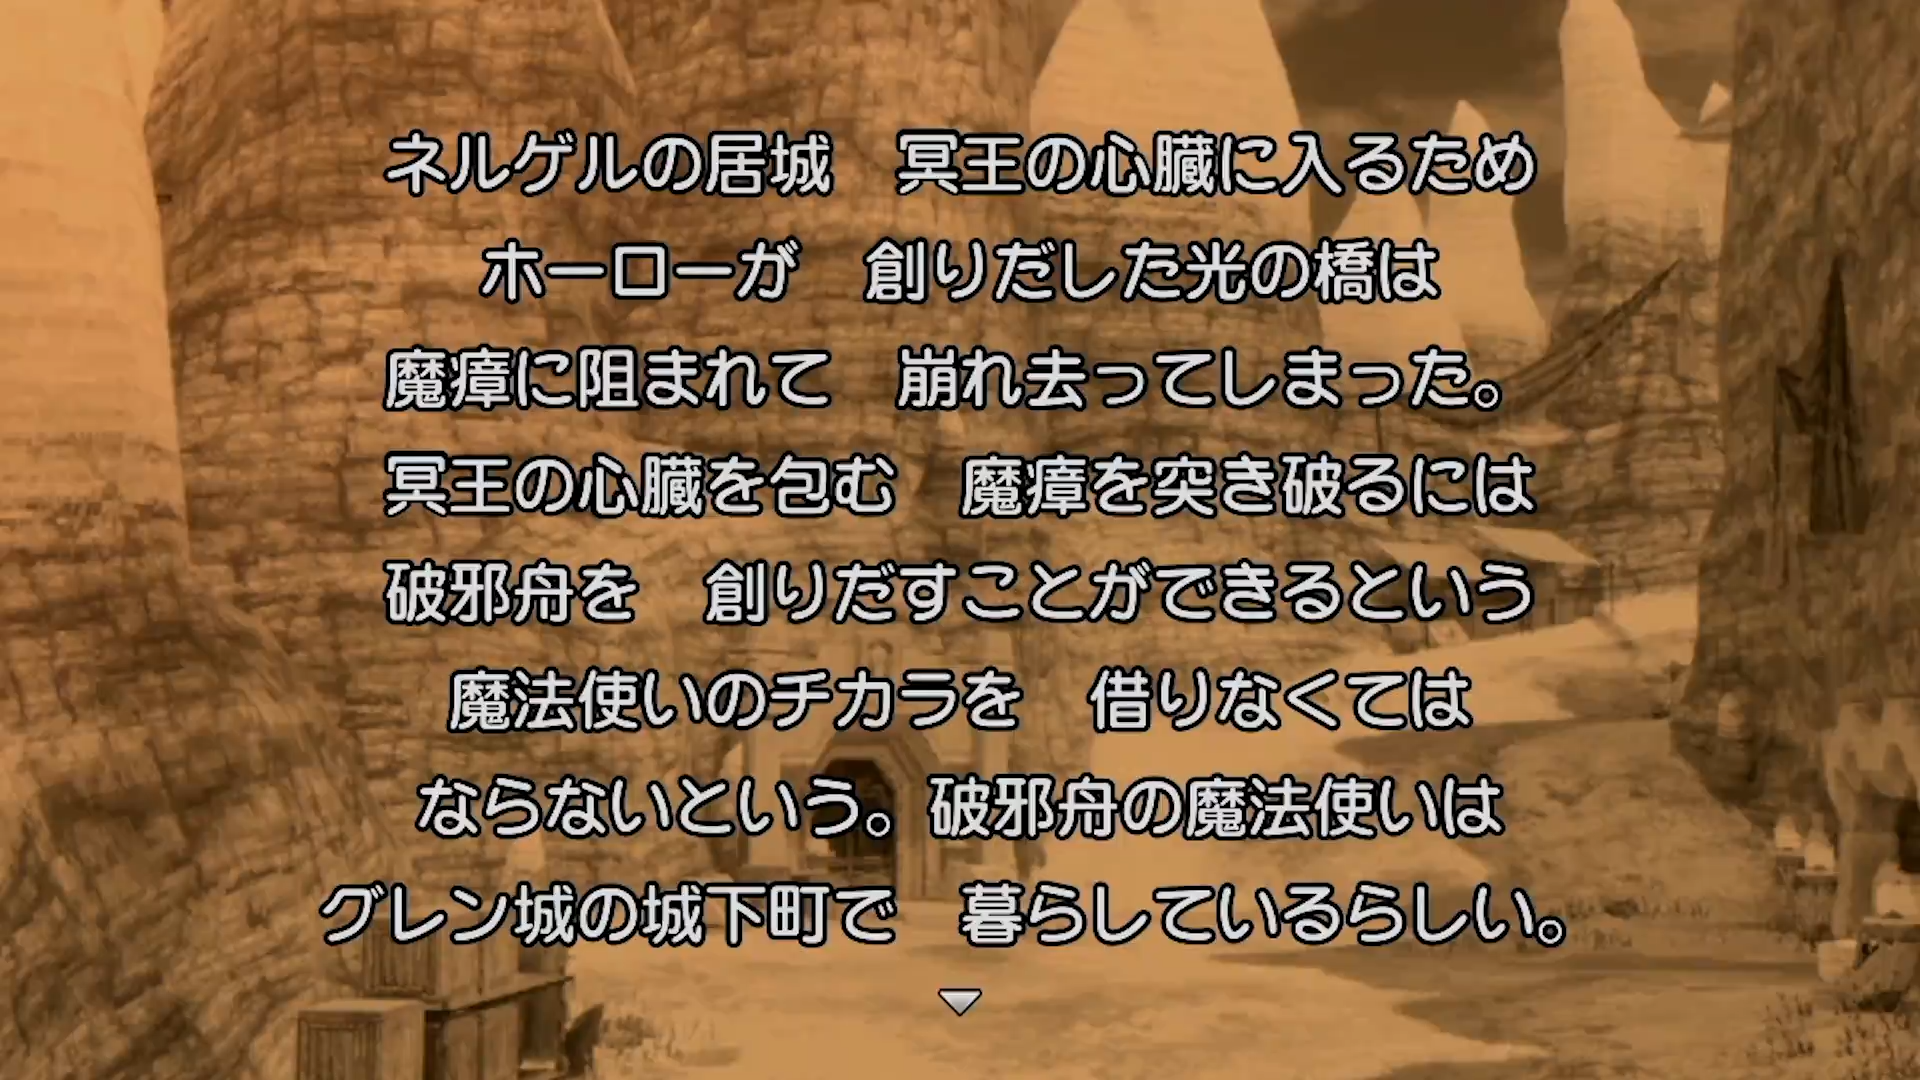 ネルゲルの居城　冥王の心臓に入るため
ホーローが　創りだした光の橋は
魔瘴に阻まれて　崩れ去ってしまった。
冥王の心臓を包む　魔瘴を突き破るには
破邪舟を　創りだすことができるという
魔法使いのチカラを　借りなくては
ならないという。破邪舟の魔法使いは
グレン城の城下町で　暮らしているらしい。